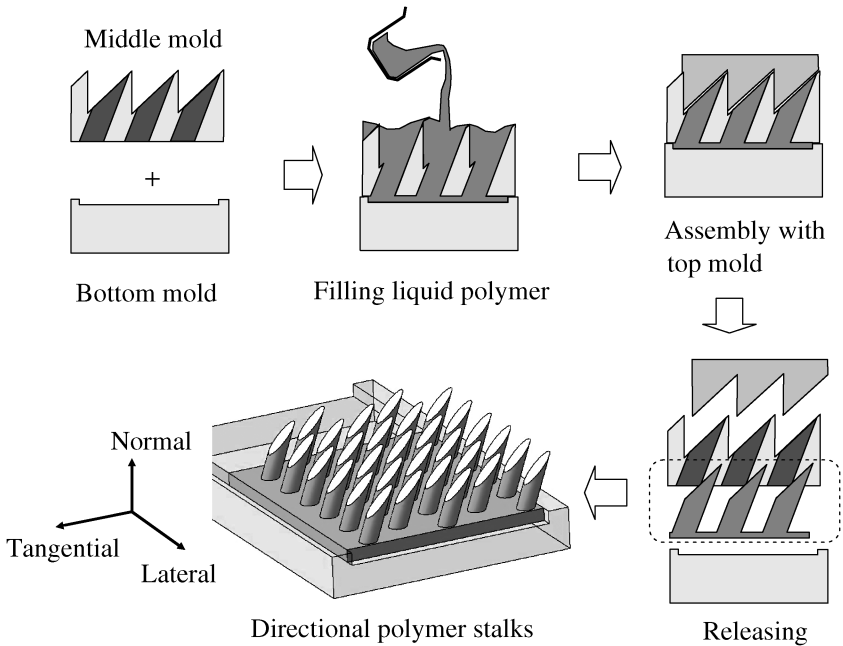 Middle mold
+
Bottom mold
Filling liquid polymer
Assembly with
top mold
Normal
Tangential
Lateral
Directional polymer stalks
Releasing